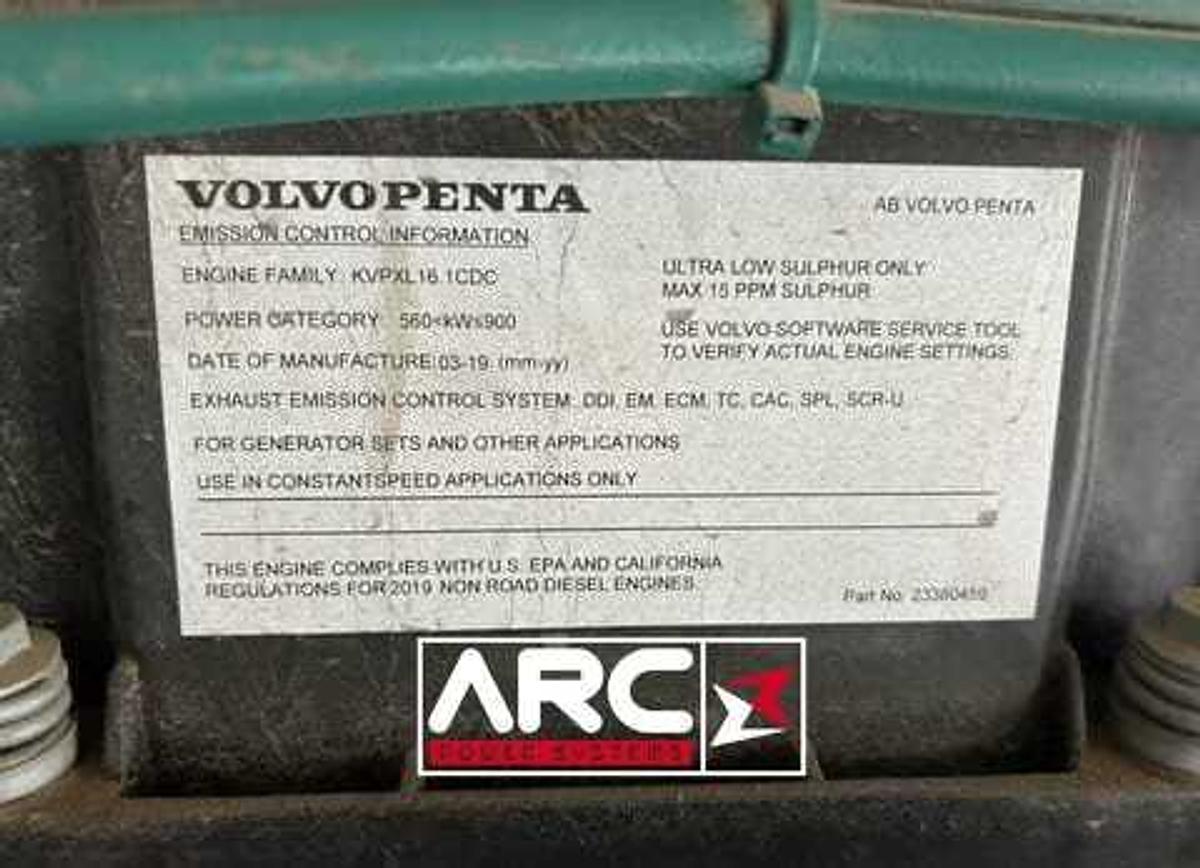 VOLVO PENTA
AB VOLVO PENTA
EMISSION CONTROL INFORMATION
ENGINE FAMILY: KVPXL16.1CDC
ULTRA LOW SULPHUR ONLY
MAX 15 PPM SULPHUR
POWER CATEGORY: 560<kW≤900
USE VOLVO SOFTWARE SERVICE TOOL
TO VERIFY ACTUAL ENGINE SETTINGS.
DATE OF MANUFACTURE: 03-19. (mm-yy)
EXHAUST EMISSION CONTROL SYSTEM: DDI, EM, ECM, TC, CAC, SPL, SCR-U
FOR GENERATOR SETS AND OTHER APPLICATIONS
USE IN CONSTANTSPEED APPLICATIONS ONLY
THIS ENGINE COMPLIES WITH U.S. EPA AND CALIFORNIA
REGULATIONS FOR 2019 NON ROAD DIESEL ENGINES.
Part No.
ARC
POWER SYSTEMS